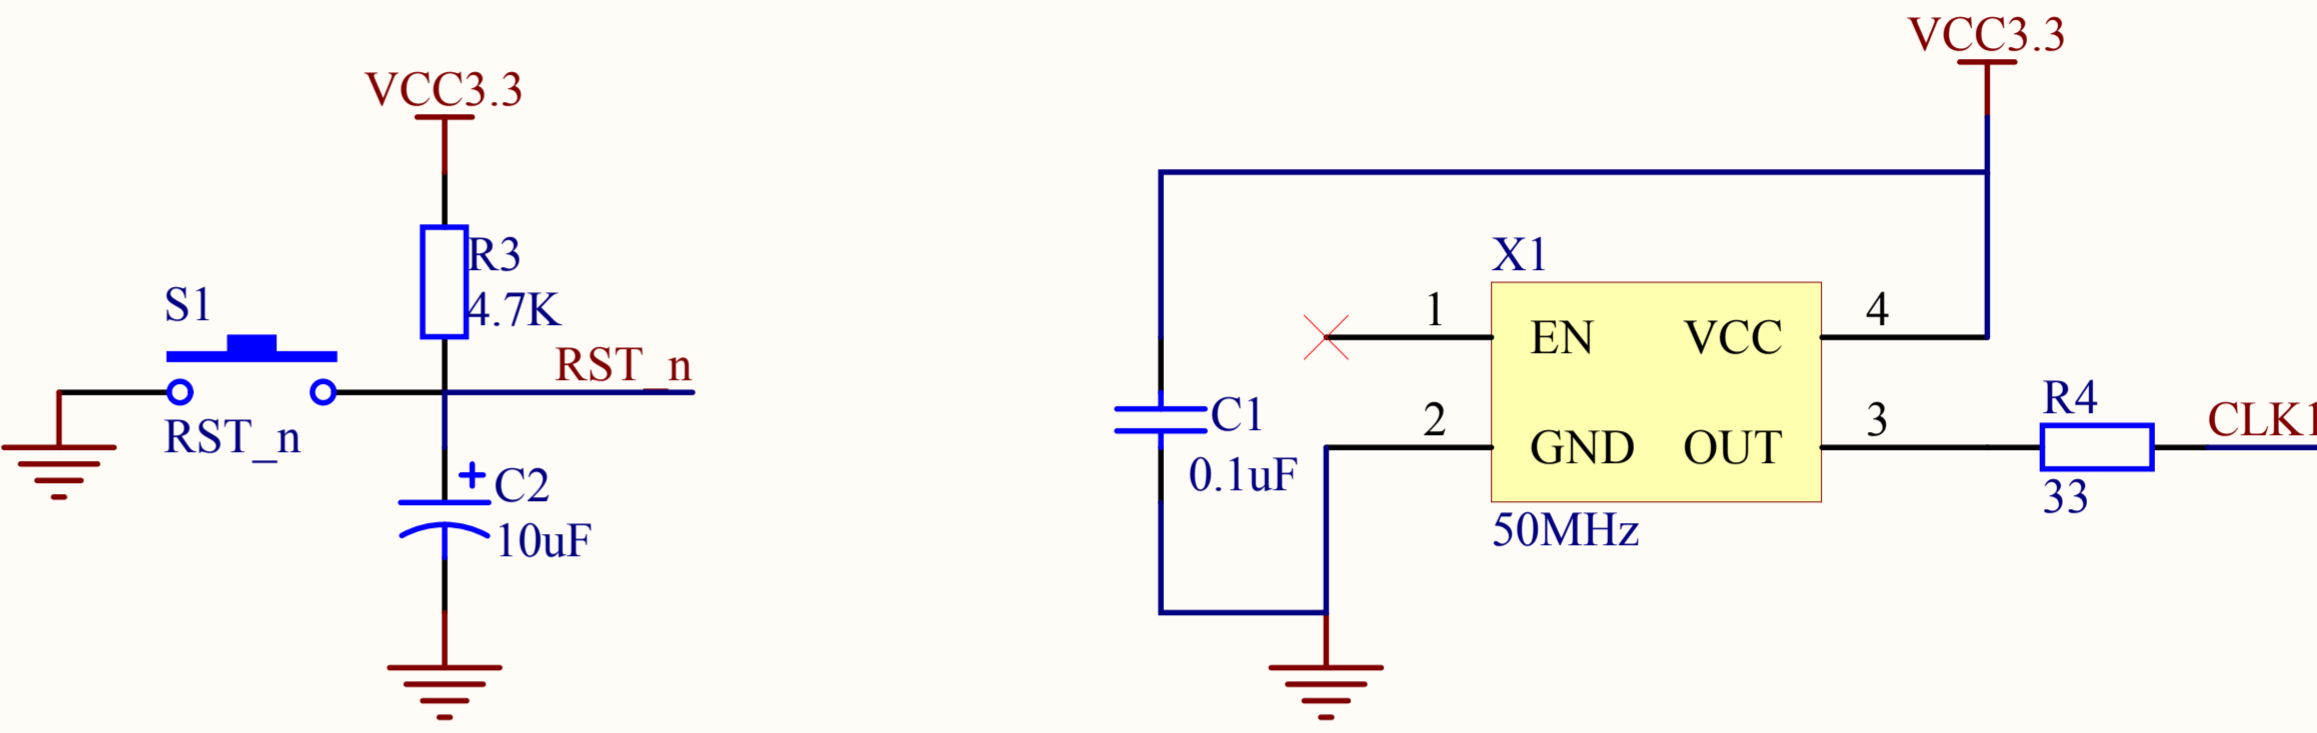 VCC3.3
R3
4.7K
S1
RST_n
RST_n
C2
10uF
VCC3.3
X1
1
EN
VCC
4
2
GND
OUT
3
50MHz
C1
0.1uF
R4
33
CLK1